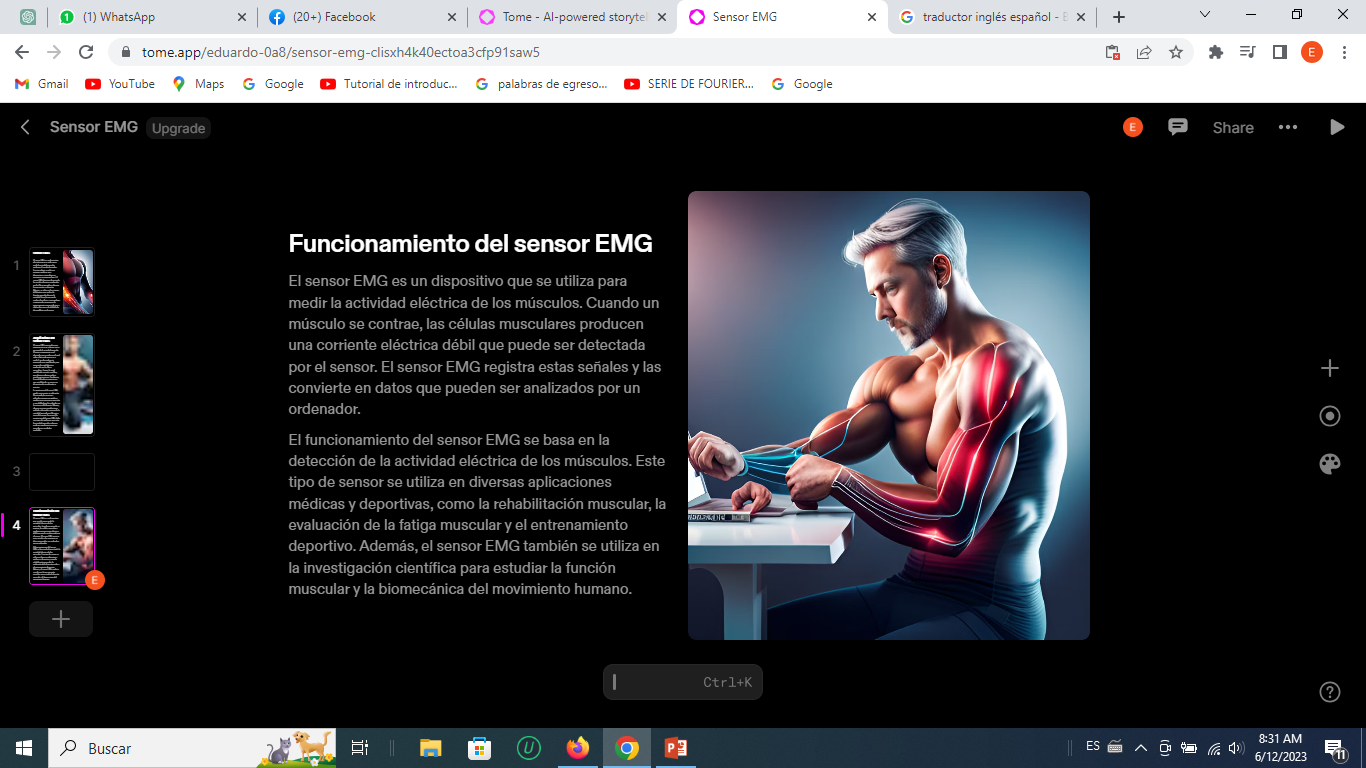 (1) WhatsApp
(20+) Facebook
Tome - AI-powered storytel
Sensor EMG
traductor inglés español - B
tome.app/eduardo-0a8/sensor-emg-clisxh4k40ectoa3cfp91saw5
E
Gmail
YouTube
Maps
Google
Tutorial de introduc...
palabras de egreso...
SERIE DE FOURIER...
Google
Sensor EMG
Upgrade
E
Share
Funcionamiento del sensor EMG
El sensor EMG es un dispositivo que se utiliza para
medir la actividad eléctrica de los músculos. Cuando un
músculo se contrae, las células musculares producen
una corriente eléctrica débil que puede ser detectada
por el sensor. El sensor EMG registra estas señales y las
convierte en datos que pueden ser analizados por un
ordenador.
El funcionamiento del sensor EMG se basa en la
detección de la actividad eléctrica de los músculos. Este
tipo de sensor se utiliza en diversas aplicaciones
médicas y deportivas, como la rehabilitación muscular, la
evaluación de la fatiga muscular y el entrenamiento
deportivo. Además, el sensor EMG también se utiliza en
la investigación científica para estudiar la función
muscular y la biomecánica del movimiento humano.
1
2
3
4
E
Ctrl+K
Buscar
ES
8:31 AM
6/12/2023
11